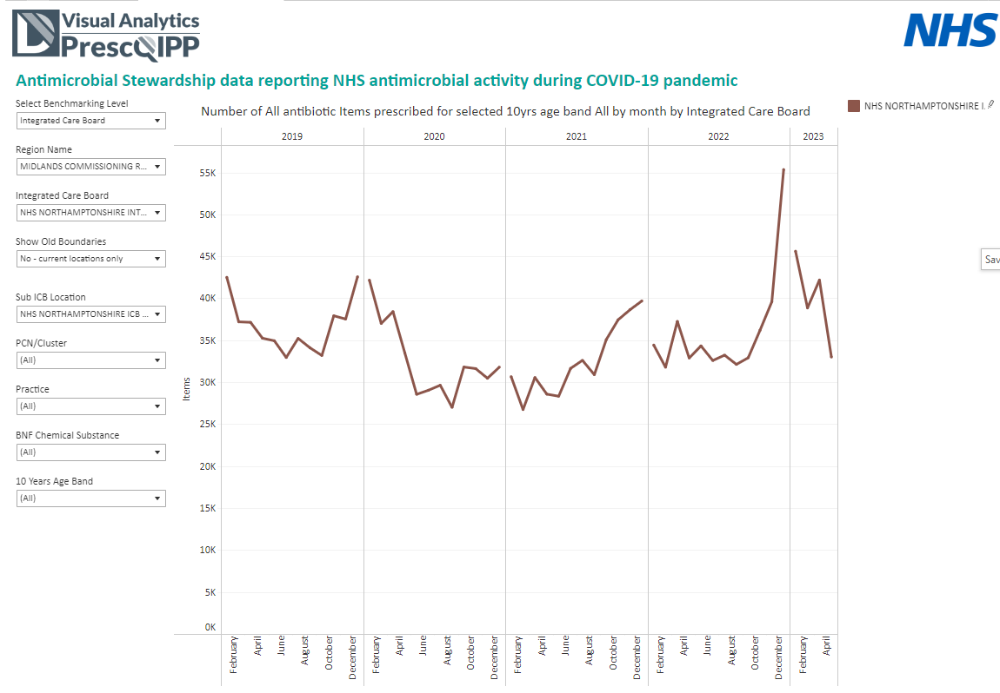 Visual Analytics
PrescQIPP
NHS
Antimicrobial Stewardship data reporting NHS antimicrobial activity during COVID-19 pandemic
Select Benchmarking Level
Integrated Care Board
Region Name
MIDLANDS COMMISSIONING R...
Integrated Care Board
NHS NORTHAMPTONSHIRE INT...
Show Old Boundaries
No - current locations only
Sub ICB Location
NHS NORTHAMPTONSHIRE ICB ...
PCN/Cluster
(All)
Practice
(All)
BNF Chemical Substance
(All)
10 Years Age Band
(All)
Number of All antibiotic Items prescribed for selected 10yrs age band All by month by Integrated Care Board
NHS NORTHAMPTONSHIRE I.
2019 2020 2021 2022 2023
55K
50K
45K
40K
35K
30K
25K
20K
15K
10K
5K
0K
Items
February April June August October December February April June August October December February April June August October December February April June August October December February April
Sav